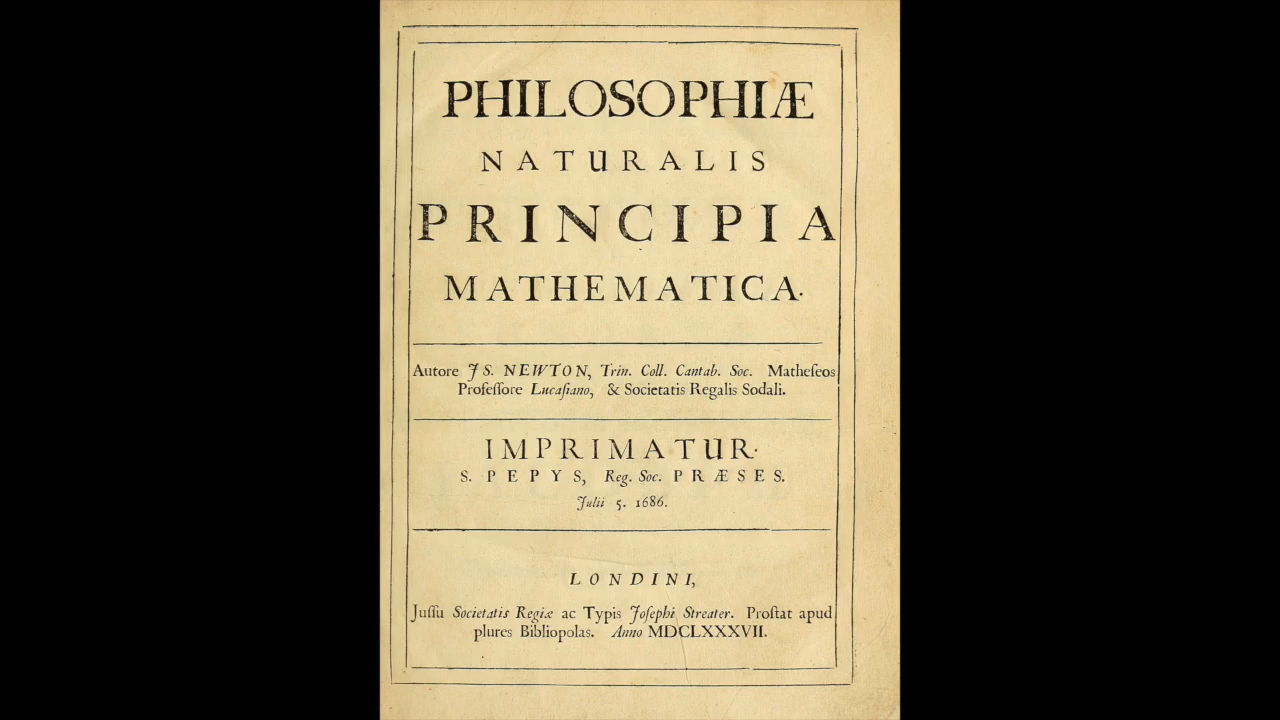 PHILOSOPHIÆ
NATURALIS
PRINCIPIA
MATHEMATICA.
Autore JS. NEWTON, Trin. Coll. Cantab. Soc. Matheſeos
Profeſſore Lucaſiano, & Societatis Regalis Sodali.
IMPRIMATUR.
S. PEPYS, Reg. Soc. PRÆSES.
Julii 5. 1686.
LONDINI,
Juſſu Societatis Regiæ ac Typis Joſephi Streater. Proſtat apud
plures Bibliopolas. Anno MDCLXXXVII.